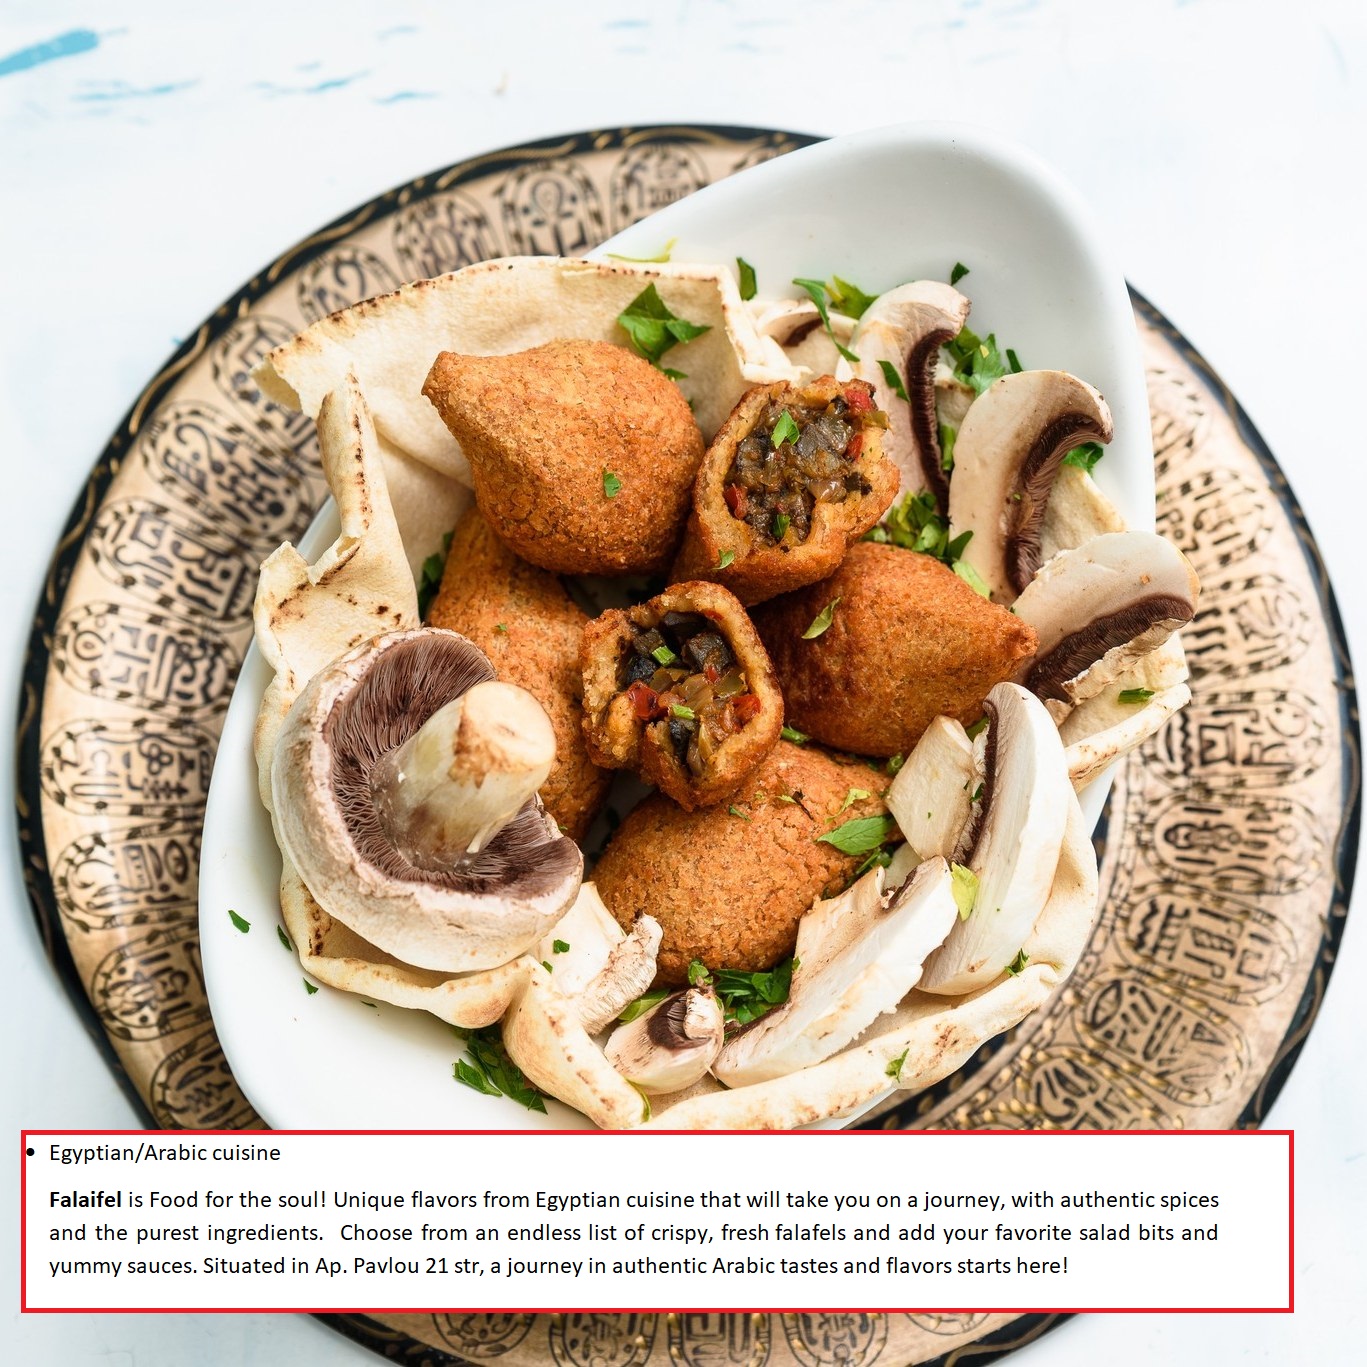 • Egyptian/Arabic cuisine
Falaifel is Food for the soul! Unique flavors from Egyptian cuisine that will take you on a journey, with authentic spices
and the purest ingredients.  Choose from an endless list of crispy, fresh falafels and add your favorite salad bits and
yummy sauces. Situated in Ap. Pavlou 21 str, a journey in authentic Arabic tastes and flavors starts here!